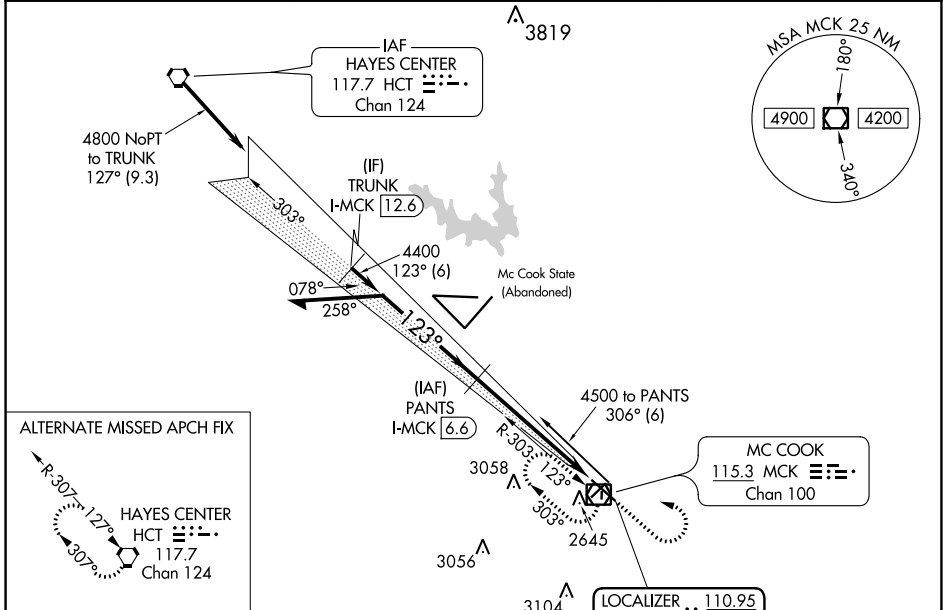 3819
IAF
HAYES CENTER
117.7 HCT
Chan 124
MSA MCK 25 NM
180°
4900
4200
340°
4800 NoPT
to TRUNK
127° (9.3)
303°
(IF)
TRUNK
I-MCK 12.6
4400
123° (6)
078°
258°
Mc Cook State
(Abandoned)
123°
(IAF)
PANTS
I-MCK 6.6
4500 to PANTS
306° (6)
R-303
123°
303°
3058
2645
MC COOK
115.3 MCK
Chan 100
ALTERNATE MISSED APCH FIX
R-307
127°
307°
HAYES CENTER
HCT
117.7
Chan 124
3056
3104
LOCALIZER 110.95